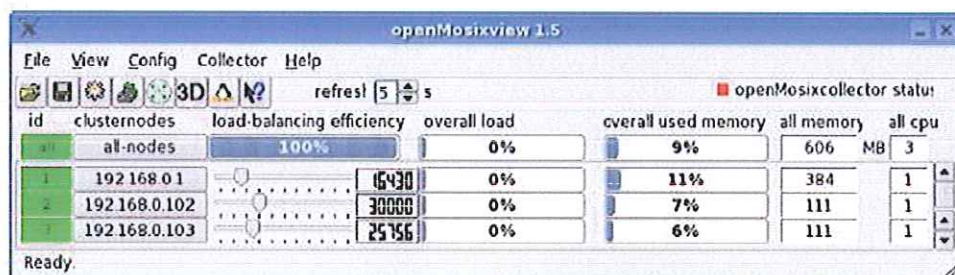 openMosixview 1.5
File View Config Collector Help
3D refresl 5 s openMosixcollector statu
id clusternodes load-balancing efficiency overall load overall used memory all memory all cpu
all all-nodes 100% 0% 9% 606 MB 3
1 192.168.0.1 16430 0% 11% 384 1
2 192.168.0.102 30000 0% 7% 111 1
3 192.168.0.103 25756 0% 6% 111 1
Ready.